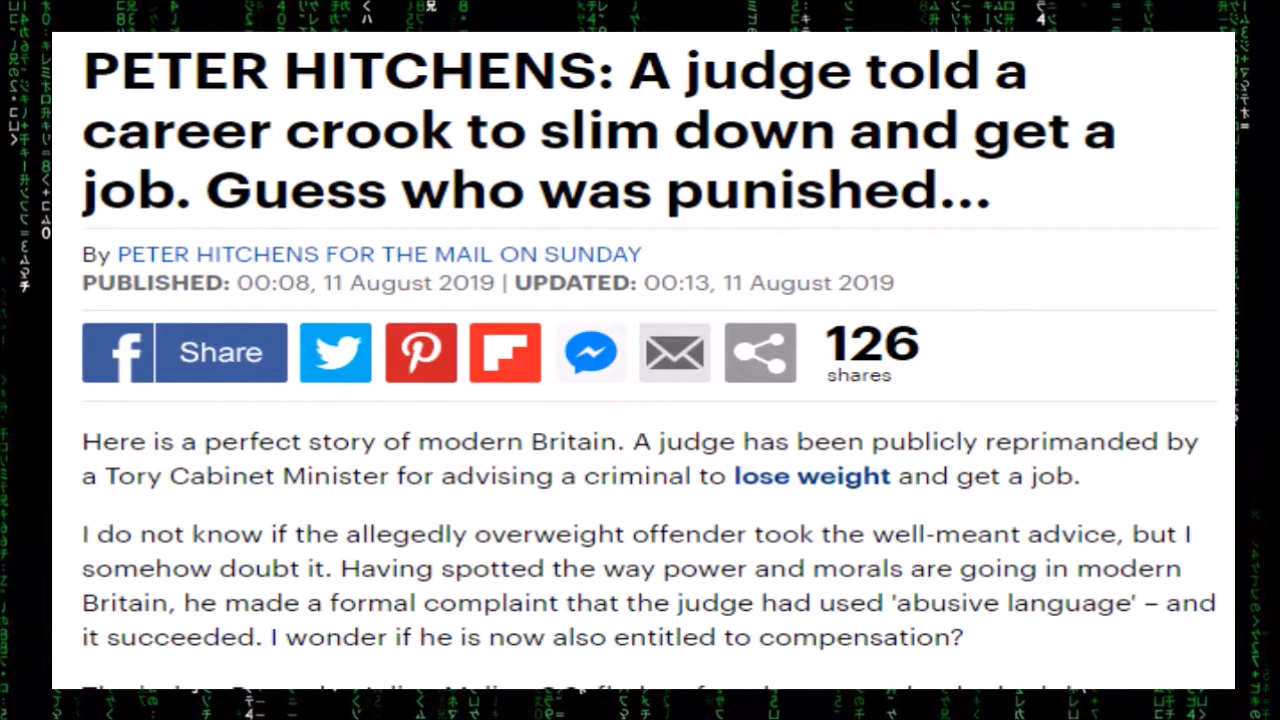 PETER HITCHENS: A judge told a
career crook to slim down and get a
job. Guess who was punished...
By PETER HITCHENS FOR THE MAIL ON SUNDAY
PUBLISHED: 00:08, 11 August 2019 | UPDATED: 00:13, 11 August 2019
Share
126
shares
Here is a perfect story of modern Britain. A judge has been publicly reprimanded by
a Tory Cabinet Minister for advising a criminal to lose weight and get a job.
I do not know if the allegedly overweight offender took the well-meant advice, but I
somehow doubt it. Having spotted the way power and morals are going in modern
Britain, he made a formal complaint that the judge had used 'abusive language' – and
it succeeded. I wonder if he is now also entitled to compensation?